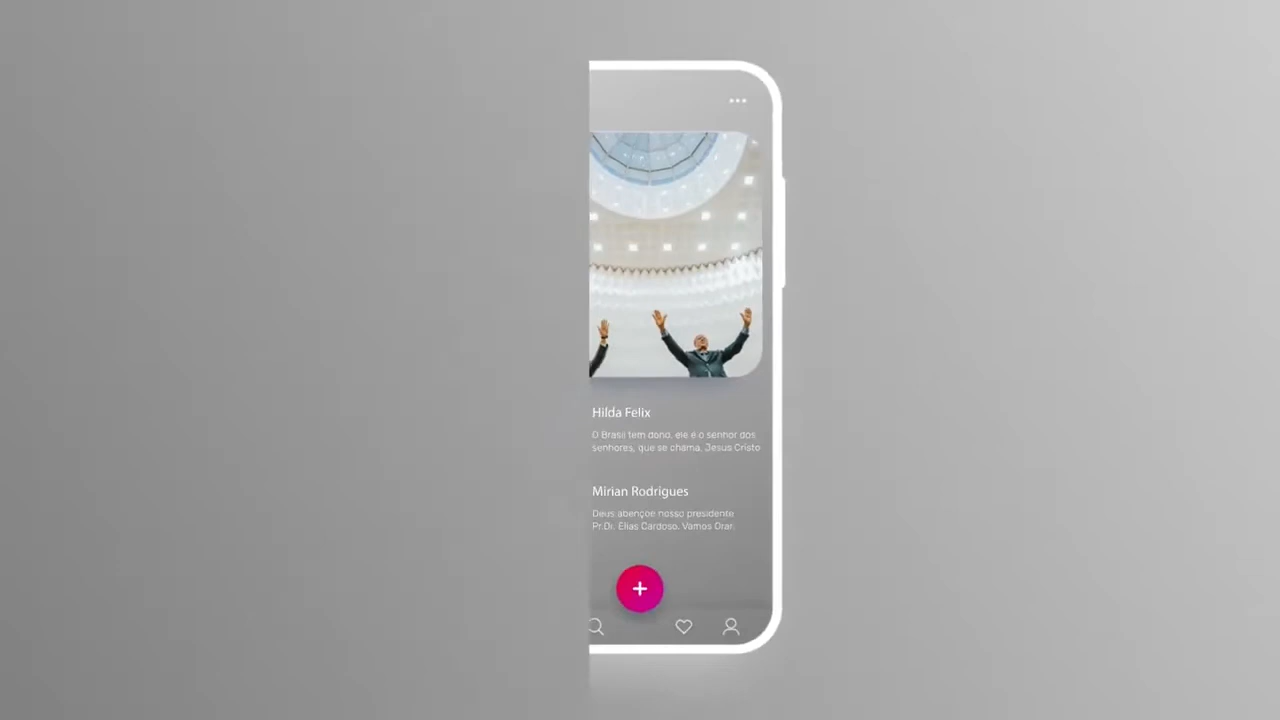 Hilda Felix
O Brasil tem dono, ele é o senhor dos
senhores, que se chama, Jesus Cristo
Mirian Rodrigues
Deus abençoe nosso presidente
Pr.Dr. Elias Cardoso. Vamos Orar.